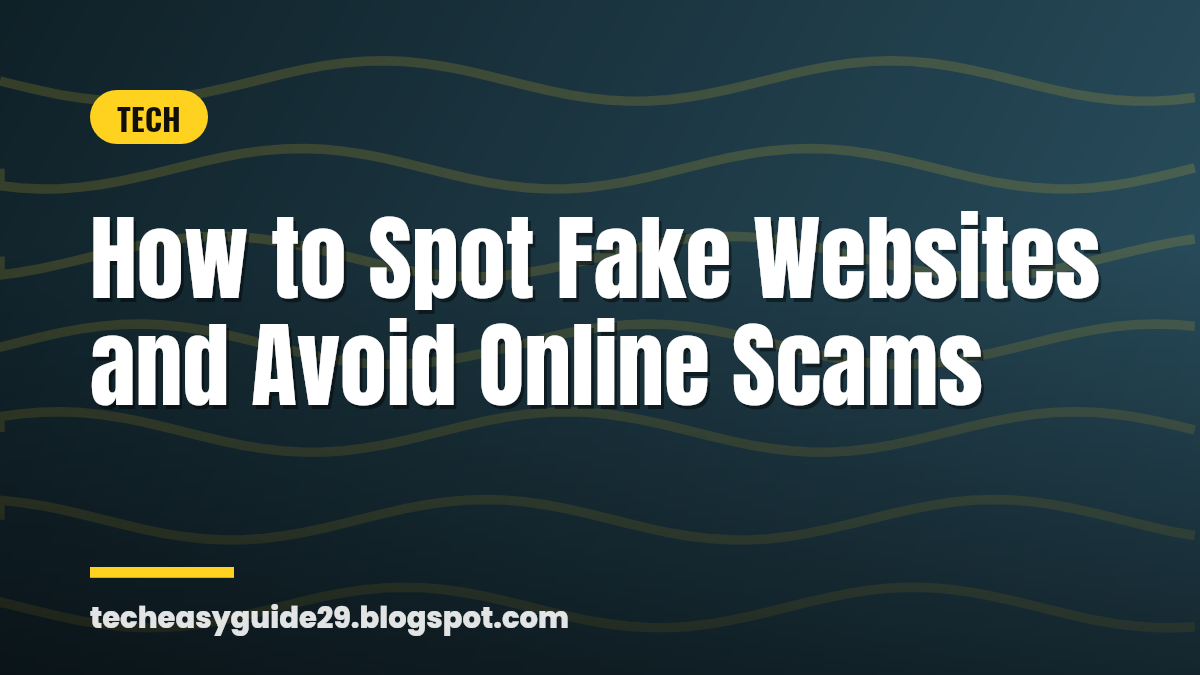 TECH
How to Spot Fake Websites
and Avoid Online Scams
techeasyguide29.blogspot.com